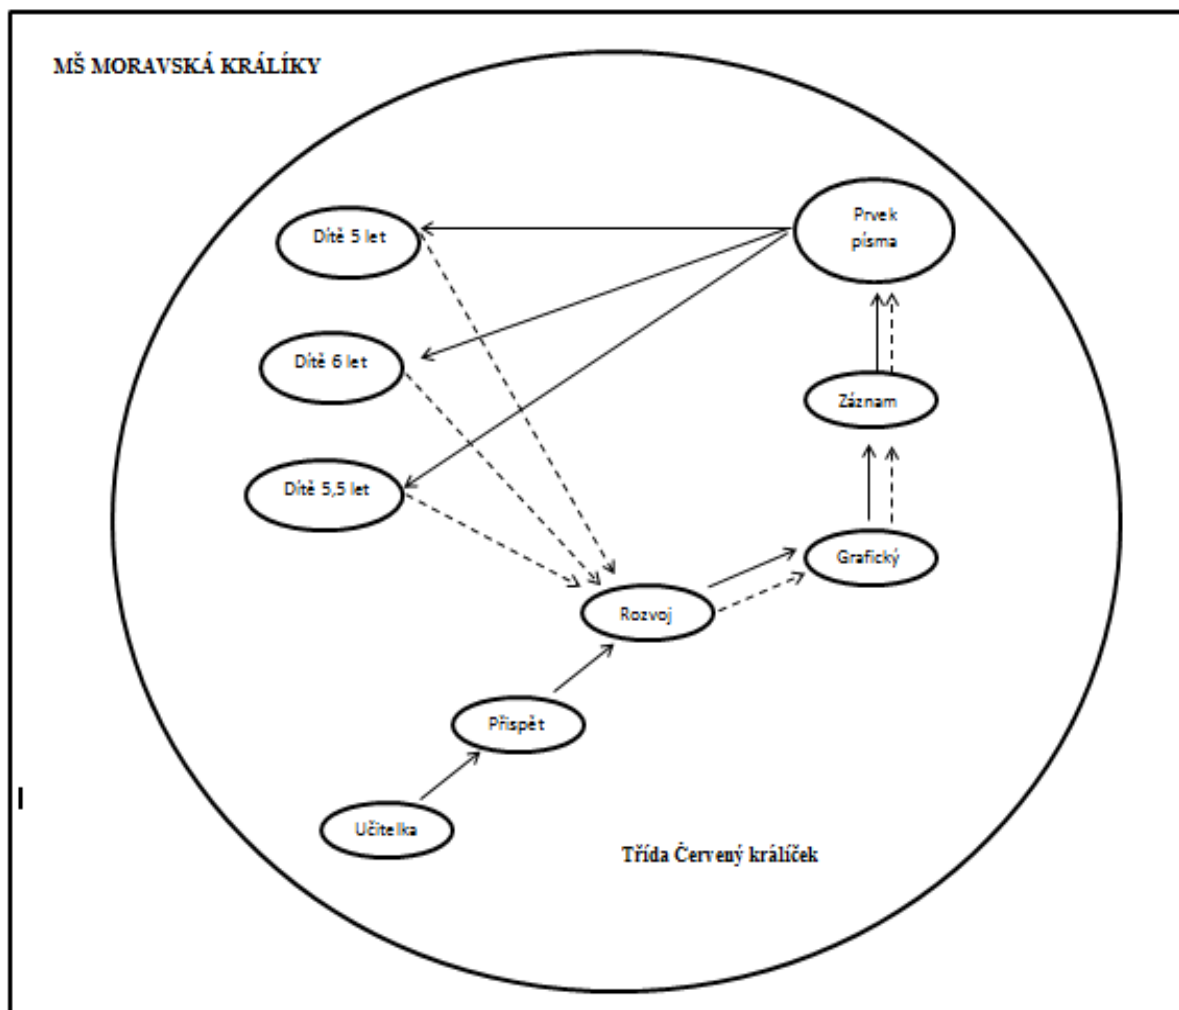 MŠ MORAVSKÁ KRÁLÍKY
Prvek
písma
Dítě 5 let
Dítě 6 let
Záznam
Dítě 5,5 let
Grafický
Rozvoj
Přispět
Učitelka
Třída Červený králíček